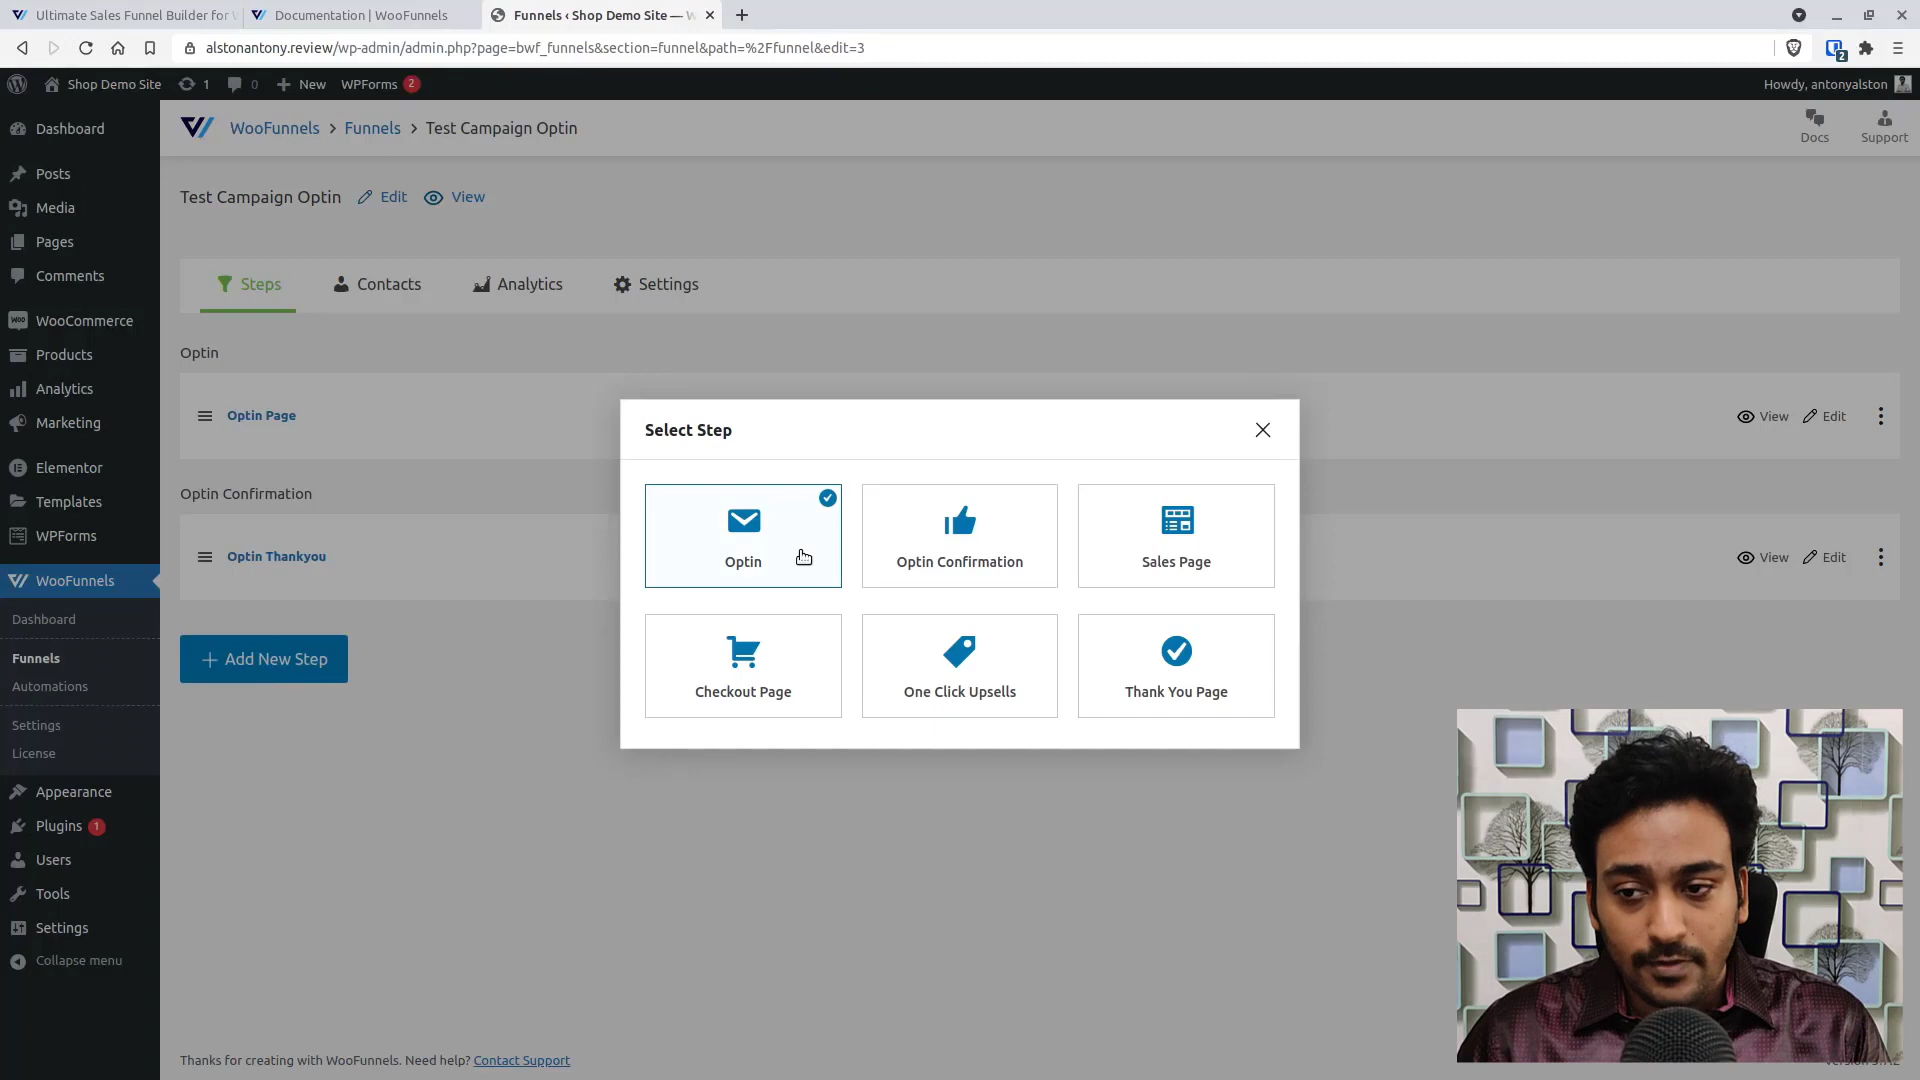 Ultimate Sales Funnel Builder for W
Documentation | WooFunnels
Funnels ‹ Shop Demo Site — W
alstonantony.review/wp-admin/admin.php?page=bwf_funnels&section=funnel&path=%2Ffunnel&edit=3
2
Shop Demo Site
1
0
New
WPForms 2
Howdy, antonyalston
Dashboard
Posts
Media
Pages
Comments
WooCommerce
Products
Analytics
Marketing
Elementor
Templates
WPForms
WooFunnels
Dashboard
Funnels
Automations
Settings
License
Appearance
Plugins 1
Users
Tools
Settings
Collapse menu
WooFunnels > Funnels > Test Campaign Optin
Docs
Support
Test Campaign Optin
Edit
View
Steps
Contacts
Analytics
Settings
Optin
Optin Page
View
Edit
Optin Confirmation
Optin Thankyou
View
Edit
Add New Step
Select Step
Optin
Optin Confirmation
Sales Page
Checkout Page
One Click Upsells
Thank You Page
Thanks for creating with WooFunnels. Need help? Contact Support